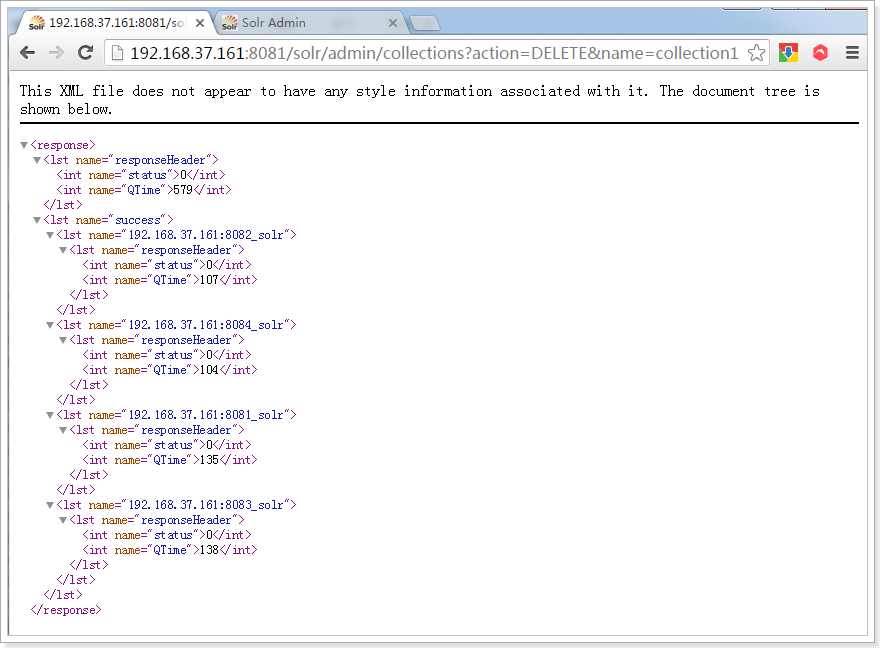 192.168.37.161:8081/sol
Solr Admin
192.168.37.161:8081/solr/admin/collections?action=DELETE&name=collection1
This XML file does not appear to have any style information associated with it. The document tree is
shown below.
<response>
<lst name="responseHeader">
<int name="status">0</int>
<int name="QTime">579</int>
</lst>
<lst name="success">
<lst name="192.168.37.161:8082_solr">
<lst name="responseHeader">
<int name="status">0</int>
<int name="QTime">107</int>
</lst>
</lst>
<lst name="192.168.37.161:8084_solr">
<lst name="responseHeader">
<int name="status">0</int>
<int name="QTime">104</int>
</lst>
</lst>
<lst name="192.168.37.161:8081_solr">
<lst name="responseHeader">
<int name="status">0</int>
<int name="QTime">135</int>
</lst>
</lst>
<lst name="192.168.37.161:8083_solr">
<lst name="responseHeader">
<int name="status">0</int>
<int name="QTime">138</int>
</lst>
</lst>
</lst>
</response>